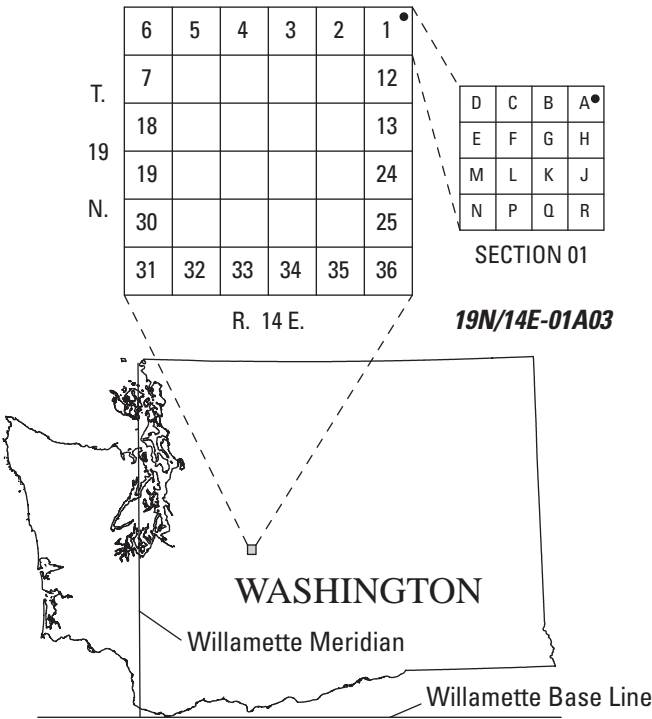 6 5 4 3 2 1
7 12
T.
18 13
19
19 24
N.
30 25
31 32 33 34 35 36
R. 14 E.
D C B A
E F G H
M L K J
N P Q R
SECTION 01
19N/14E-01A03
WASHINGTON
Willamette Meridian
Willamette Base Line